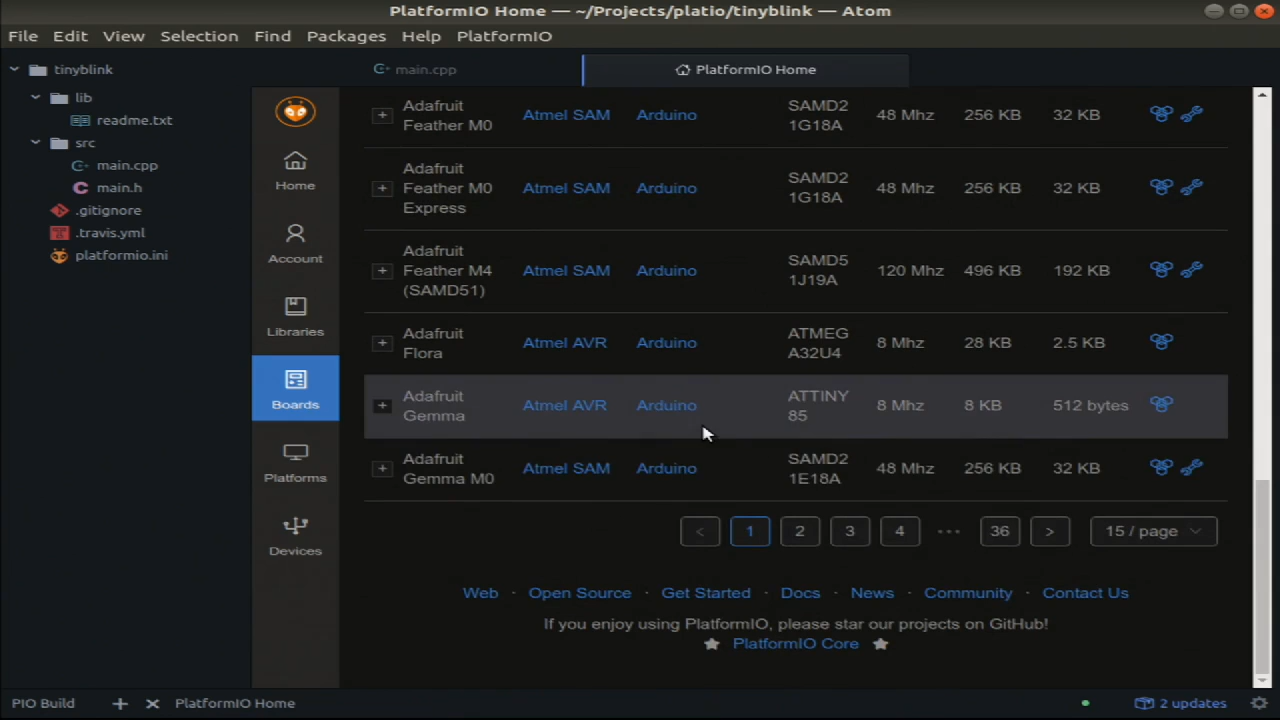 PlatformIO Home — ~/Projects/platio/tinyblink — Atom
File Edit View Selection Find Packages Help PlatformIO
tinyblink
lib
readme.txt
src
main.cpp
main.h
.gitignore
.travis.yml
platformio.ini
main.cpp
PlatformIO Home
Home
Account
Libraries
Boards
Platforms
Devices
Adafruit
Feather M0
Atmel SAM
Arduino
SAMD2
1G18A
48 Mhz
256 KB
32 KB
Adafruit
Feather M0
Express
Atmel SAM
Arduino
SAMD2
1G18A
48 Mhz
256 KB
32 KB
Adafruit
Feather M4
(SAMD51)
Atmel SAM
Arduino
SAMD5
1J19A
120 Mhz
496 KB
192 KB
Adafruit
Flora
Atmel AVR
Arduino
ATMEG
A32U4
8 Mhz
28 KB
2.5 KB
Adafruit
Gemma
Atmel AVR
Arduino
ATTINY
85
8 Mhz
8 KB
512 bytes
Adafruit
Gemma M0
Atmel SAM
Arduino
SAMD2
1E18A
48 Mhz
256 KB
32 KB
< 1 2 3 4 ••• 36 > 15 / page
Web · Open Source · Get Started · Docs · News · Community · Contact Us
If you enjoy using PlatformIO, please star our projects on GitHub!
★ PlatformIO Core ★
PIO Build + × PlatformIO Home
2 updates